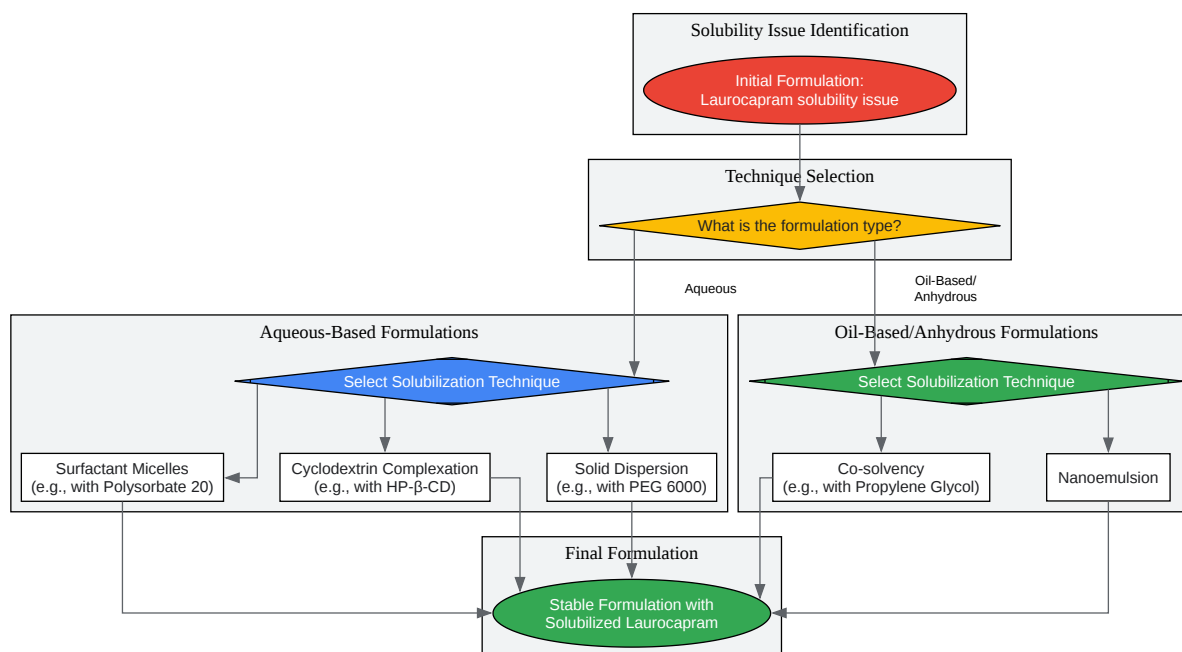 Solubility Issue Identification
Initial Formulation:
Laurocapram solubility issue
Technique Selection
What is the formulation type?
Aqueous
Oil-Based/
Anhydrous
Aqueous-Based Formulations
Select Solubilization Technique
Surfactant Micelles
(e.g., with Polysorbate 20)
Cyclodextrin Complexation
(e.g., with HP-β-CD)
Solid Dispersion
(e.g., with PEG 6000)
Oil-Based/Anhydrous Formulations
Select Solubilization Technique
Co-solvency
(e.g., with Propylene Glycol)
Nanoemulsion
Final Formulation
Stable Formulation with
Solubilized Laurocapram